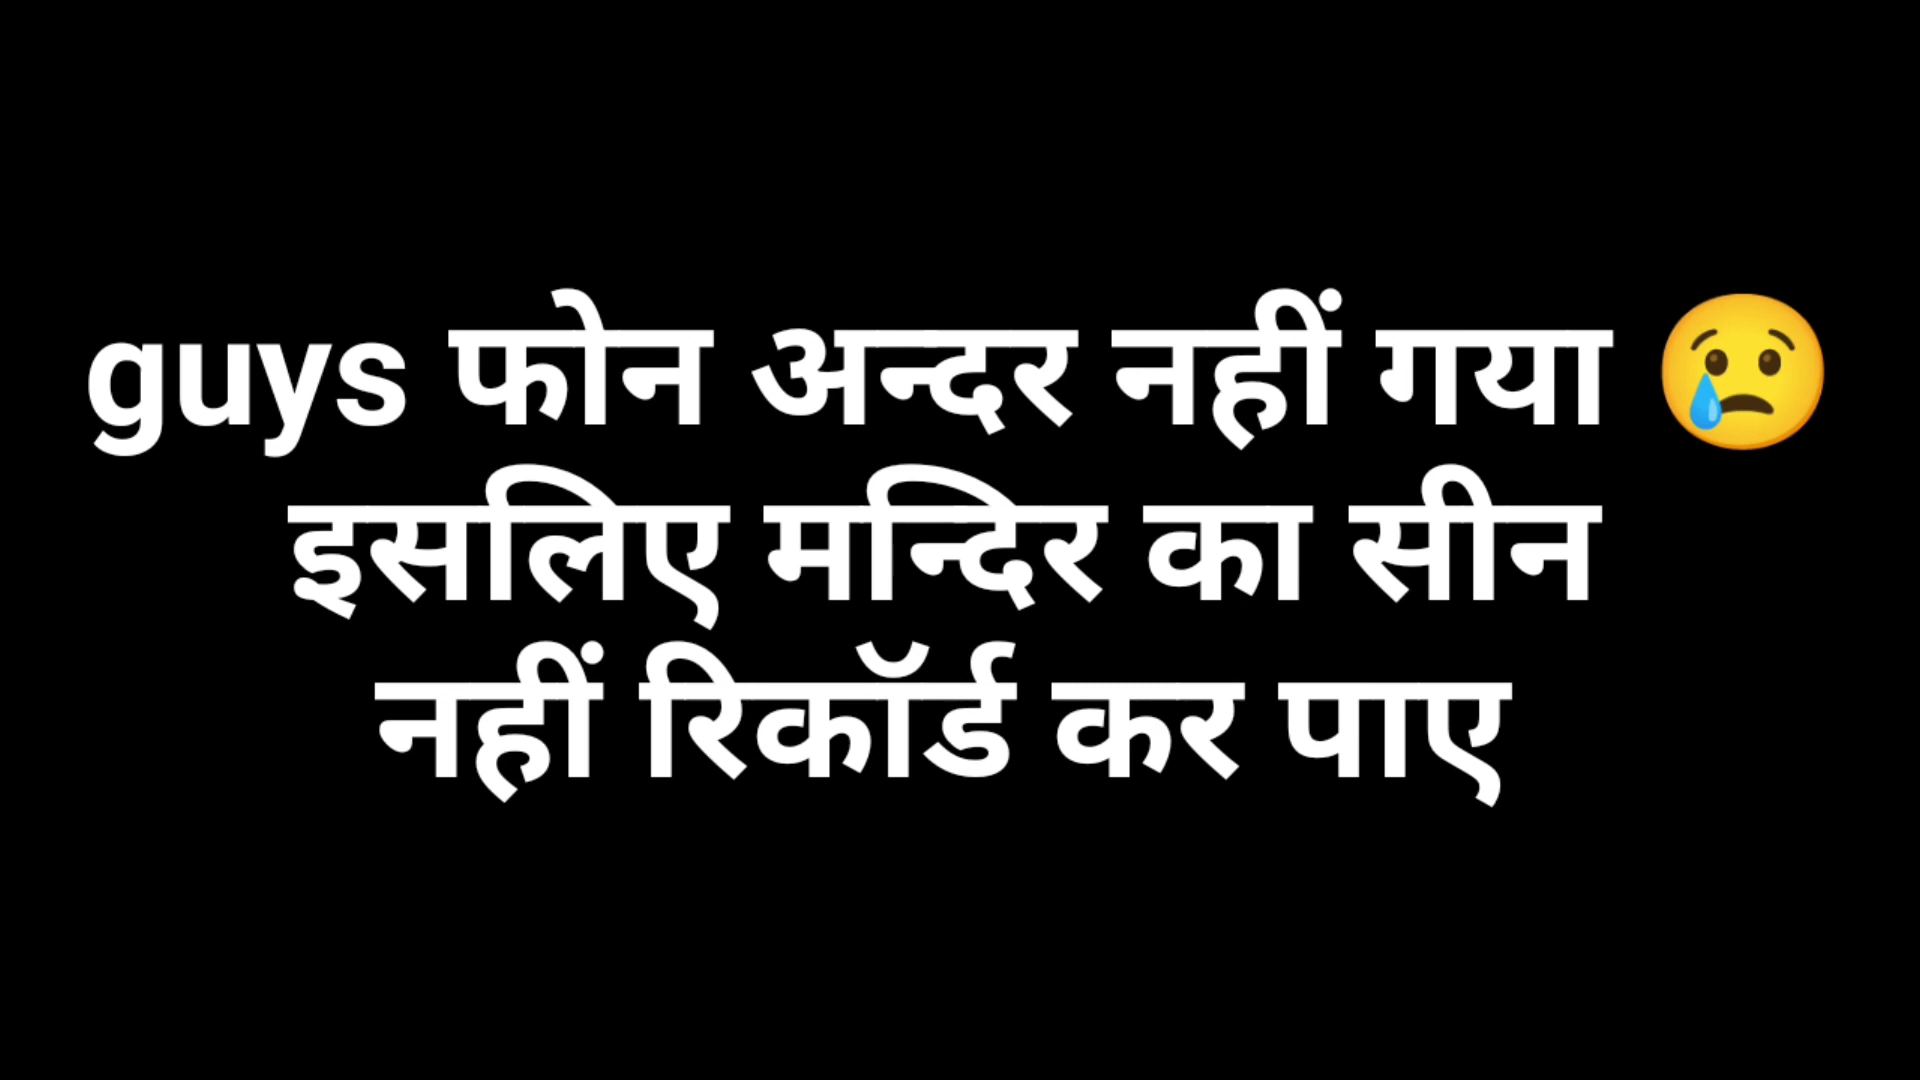 guys फोन अन्दर नहीं गया 😢
इसलिए मन्दिर का सीन
नहीं रिकॉर्ड कर पाए